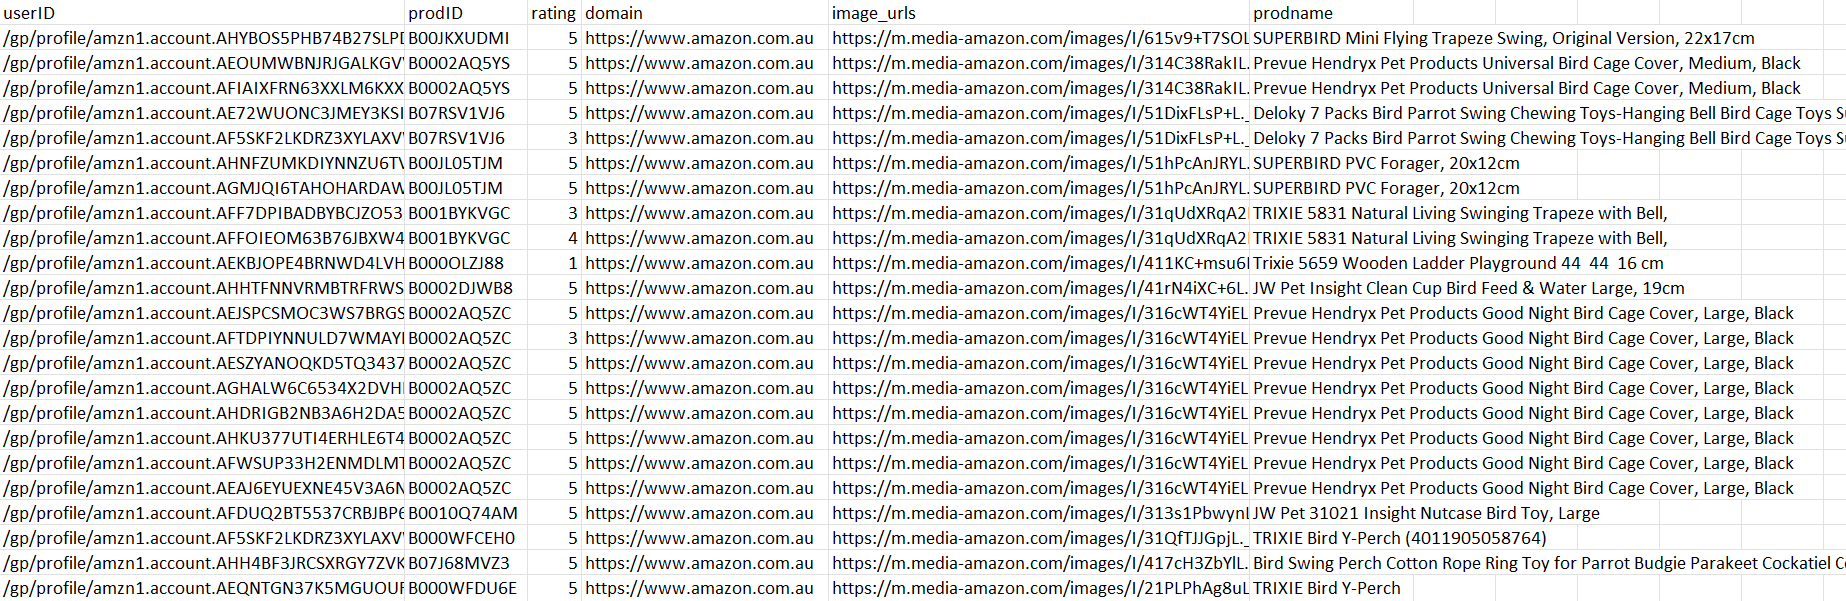 userID prodID rating domain image_urls prodname
/gp/profile/amzn1.account.AHYBOS5PHB74B27SLPI B00JKXUDMI 5 https://www.amazon.com.au https://m.media-amazon.com/images/I/615v9+T7SOL SUPERBIRD Mini Flying Trapeze Swing, Original Version, 22x17cm
/gp/profile/amzn1.account.AEOUMWBNJRJGALKGV B0002AQ5YS 5 https://www.amazon.com.au https://m.media-amazon.com/images/I/314C38RakIL. Prevue Hendryx Pet Products Universal Bird Cage Cover, Medium, Black
/gp/profile/amzn1.account.AFIAIXFRN63XXLM6KXX B0002AQ5YS 5 https://www.amazon.com.au https://m.media-amazon.com/images/I/314C38RakIL. Prevue Hendryx Pet Products Universal Bird Cage Cover, Medium, Black
/gp/profile/amzn1.account.AE72WUONC3JMEY3KSI B07RSV1VJ6 5 https://www.amazon.com.au https://m.media-amazon.com/images/I/51DixFLsP+L._ Deloky 7 Packs Bird Parrot Swing Chewing Toys-Hanging Bell Bird Cage Toys S
/gp/profile/amzn1.account.AF5SKF2LKDRZ3XYLAXV B07RSV1VJ6 3 https://www.amazon.com.au https://m.media-amazon.com/images/I/51DixFLsP+L._ Deloky 7 Packs Bird Parrot Swing Chewing Toys-Hanging Bell Bird Cage Toys S
/gp/profile/amzn1.account.AHNFZUMKDIYNNZU6TV B00JL05TJM 5 https://www.amazon.com.au https://m.media-amazon.com/images/I/51hPcAnJRYL. SUPERBIRD PVC Forager, 20x12cm
/gp/profile/amzn1.account.AGMJQI6TAHOHARDAW B00JL05TJM 5 https://www.amazon.com.au https://m.media-amazon.com/images/I/51hPcAnJRYL. SUPERBIRD PVC Forager, 20x12cm
/gp/profile/amzn1.account.AFF7DPIBADBYBCJZO53 B001BYKVGC 3 https://www.amazon.com.au https://m.media-amazon.com/images/I/31qUdXRqA2 TRIXIE 5831 Natural Living Swinging Trapeze with Bell,
/gp/profile/amzn1.account.AFFOIEOM63B76JBXW4 B001BYKVGC 4 https://www.amazon.com.au https://m.media-amazon.com/images/I/31qUdXRqA2 TRIXIE 5831 Natural Living Swinging Trapeze with Bell,
/gp/profile/amzn1.account.AEKBJOPE4BRNWD4LVH B000OLZJ88 1 https://www.amazon.com.au https://m.media-amazon.com/images/I/411KC+msu6 Trixie 5659 Wooden Ladder Playground 44 44 16 cm
/gp/profile/amzn1.account.AHHTFNNVRMBTRFRWS B0002DJWB8 5 https://www.amazon.com.au https://m.media-amazon.com/images/I/41rN4iXC+6L. JW Pet Insight Clean Cup Bird Feed & Water Large, 19cm
/gp/profile/amzn1.account.AEJSPCSMOC3WS7BRGS B0002AQ5ZC 5 https://www.amazon.com.au https://m.media-amazon.com/images/I/316cWT4YiEL Prevue Hendryx Pet Products Good Night Bird Cage Cover, Large, Black
/gp/profile/amzn1.account.AFTDPIYNNULD7WMAY B0002AQ5ZC 3 https://www.amazon.com.au https://m.media-amazon.com/images/I/316cWT4YiEL Prevue Hendryx Pet Products Good Night Bird Cage Cover, Large, Black
/gp/profile/amzn1.account.AESZYANOQKD5TQ3437 B0002AQ5ZC 5 https://www.amazon.com.au https://m.media-amazon.com/images/I/316cWT4YiEL Prevue Hendryx Pet Products Good Night Bird Cage Cover, Large, Black
/gp/profile/amzn1.account.AGHALW6C6534X2DVH B0002AQ5ZC 5 https://www.amazon.com.au https://m.media-amazon.com/images/I/316cWT4YiEL Prevue Hendryx Pet Products Good Night Bird Cage Cover, Large, Black
/gp/profile/amzn1.account.AHDRIGB2NB3A6H2DA5 B0002AQ5ZC 5 https://www.amazon.com.au https://m.media-amazon.com/images/I/316cWT4YiEL Prevue Hendryx Pet Products Good Night Bird Cage Cover, Large, Black
/gp/profile/amzn1.account.AHKU377UTI4ERHLE6T4 B0002AQ5ZC 5 https://www.amazon.com.au https://m.media-amazon.com/images/I/316cWT4YiEL Prevue Hendryx Pet Products Good Night Bird Cage Cover, Large, Black
/gp/profile/amzn1.account.AFWSUP33H2ENMDLMT B0002AQ5ZC 5 https://www.amazon.com.au https://m.media-amazon.com/images/I/316cWT4YiEL Prevue Hendryx Pet Products Good Night Bird Cage Cover, Large, Black
/gp/profile/amzn1.account.AEAJ6EYUEXNE45V3A6N B0002AQ5ZC 5 https://www.amazon.com.au https://m.media-amazon.com/images/I/316cWT4YiEL Prevue Hendryx Pet Products Good Night Bird Cage Cover, Large, Black
/gp/profile/amzn1.account.AFDUQ2BT5537CRBJBP6 B0010Q74AM 5 https://www.amazon.com.au https://m.media-amazon.com/images/I/313s1Pbwynl JW Pet 31021 Insight Nutcase Bird Toy, Large
/gp/profile/amzn1.account.AF5SKF2LKDRZ3XYLAXV B000WFCEH0 5 https://www.amazon.com.au https://m.media-amazon.com/images/I/31QfTJJGpjL._ TRIXIE Bird Y-Perch (4011905058764)
/gp/profile/amzn1.account.AHH4BF3JRCSXRGY7ZVK B07J68MVZ3 5 https://www.amazon.com.au https://m.media-amazon.com/images/I/417cH3ZbYlL. Bird Swing Perch Cotton Rope Ring Toy for Parrot Budgie Parakeet Cockatiel C
/gp/profile/amzn1.account.AEQNTGN37K5MGUOUF B000WFDU6E 5 https://www.amazon.com.au https://m.media-amazon.com/images/I/21PLPhAg8uL TRIXIE Bird Y-Perch